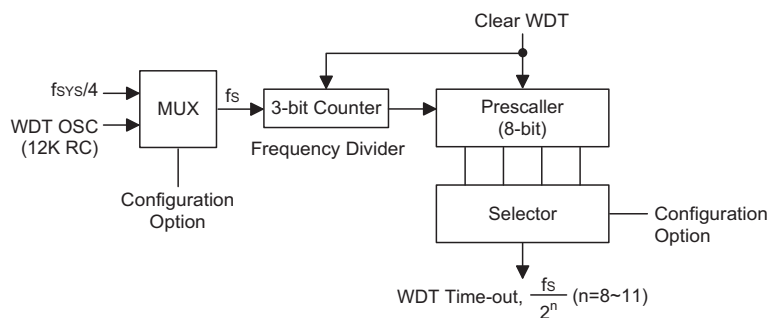 Clear WDT
fSYS/4
MUX
fS
3-bit Counter
Prescaller
(8-bit)
WDT OSC
(12K RC)
Frequency Divider
Configuration
Option
Selector
Configuration
Option
WDT Time-out, fS/2^n (n=8~11)